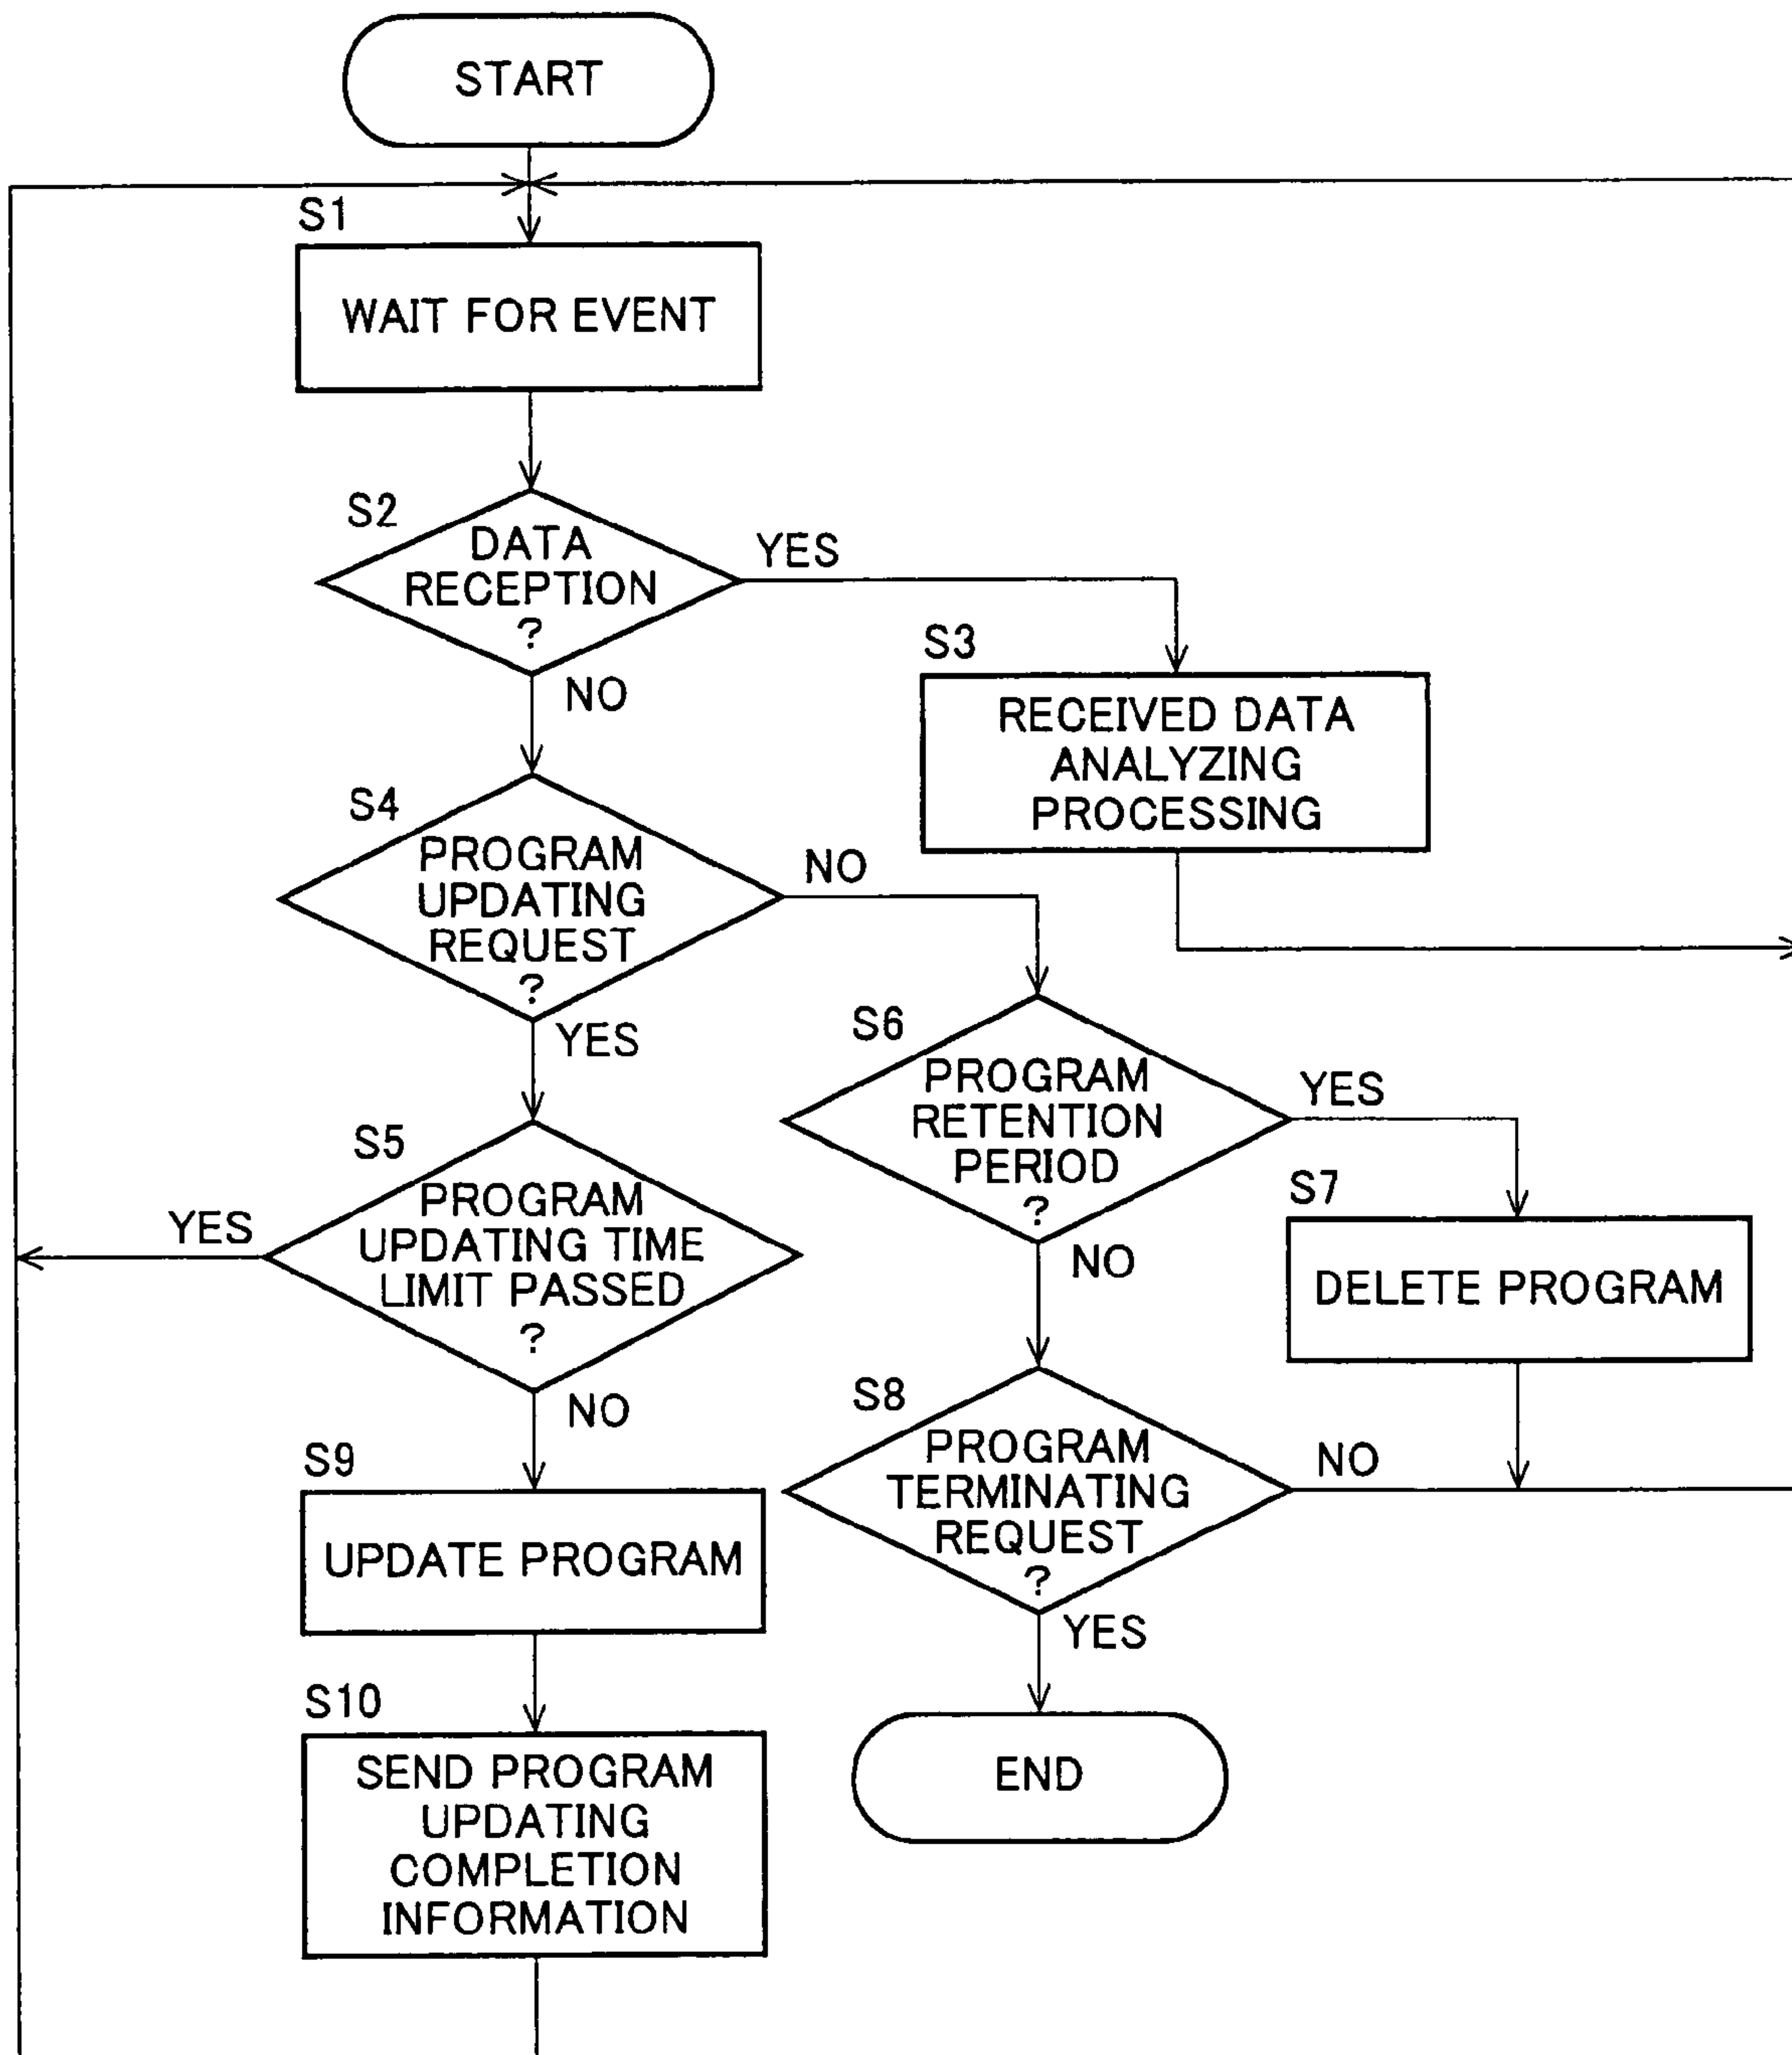 START
S1
WAIT FOR EVENT
S2
DATA
RECEPTION
?
YES
NO
S3
RECEIVED DATA
ANALYZING
PROCESSING
S4
PROGRAM
UPDATING
REQUEST
?
NO
YES
S6
PROGRAM
RETENTION
PERIOD
?
YES
NO
S5
PROGRAM
UPDATING TIME
LIMIT PASSED
?
YES
NO
S7
DELETE PROGRAM
S8
PROGRAM
TERMINATING
REQUEST
?
NO
YES
S9
UPDATE PROGRAM
S10
SEND PROGRAM
UPDATING
COMPLETION
INFORMATION
END